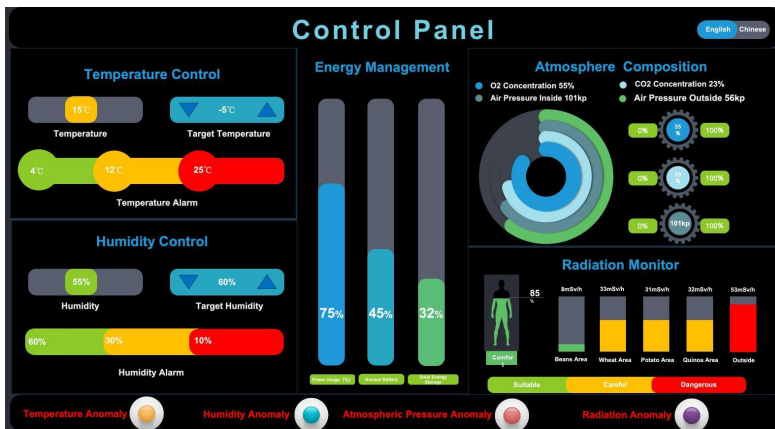 Control Panel
English
Chinese
Temperature Control
15℃
-5℃
Temperature
Target Temperature
4℃
12℃
25℃
Temperature Alarm
Humidity Control
55%
60%
Humidity
Target Humidity
60%
30%
10%
Humidity Alarm
Energy Management
75%
45%
32%
Power Usage (%)
Nuclear Battery
Solar Energy
Storage
Atmosphere Composition
O2 Concentration 55%
CO2 Concentration 23%
Air Pressure Inside 101kp
Air Pressure Outside 56kp
0%
55
%
100%
0%
23
%
100%
0%
101kp
100%
Radiation Monitor
85
%
Comfor
t
8mSv/h
33mSv/h
31mSv/h
32mSv/h
53mSv/h
Beans Area
Wheat Area
Potato Area
Quinoa Area
Outside
Suitable
Careful
Dangerous
Temperature Anomaly
Humidity Anomaly
Atmospheric Pressure Anomaly
Radiation Anomaly